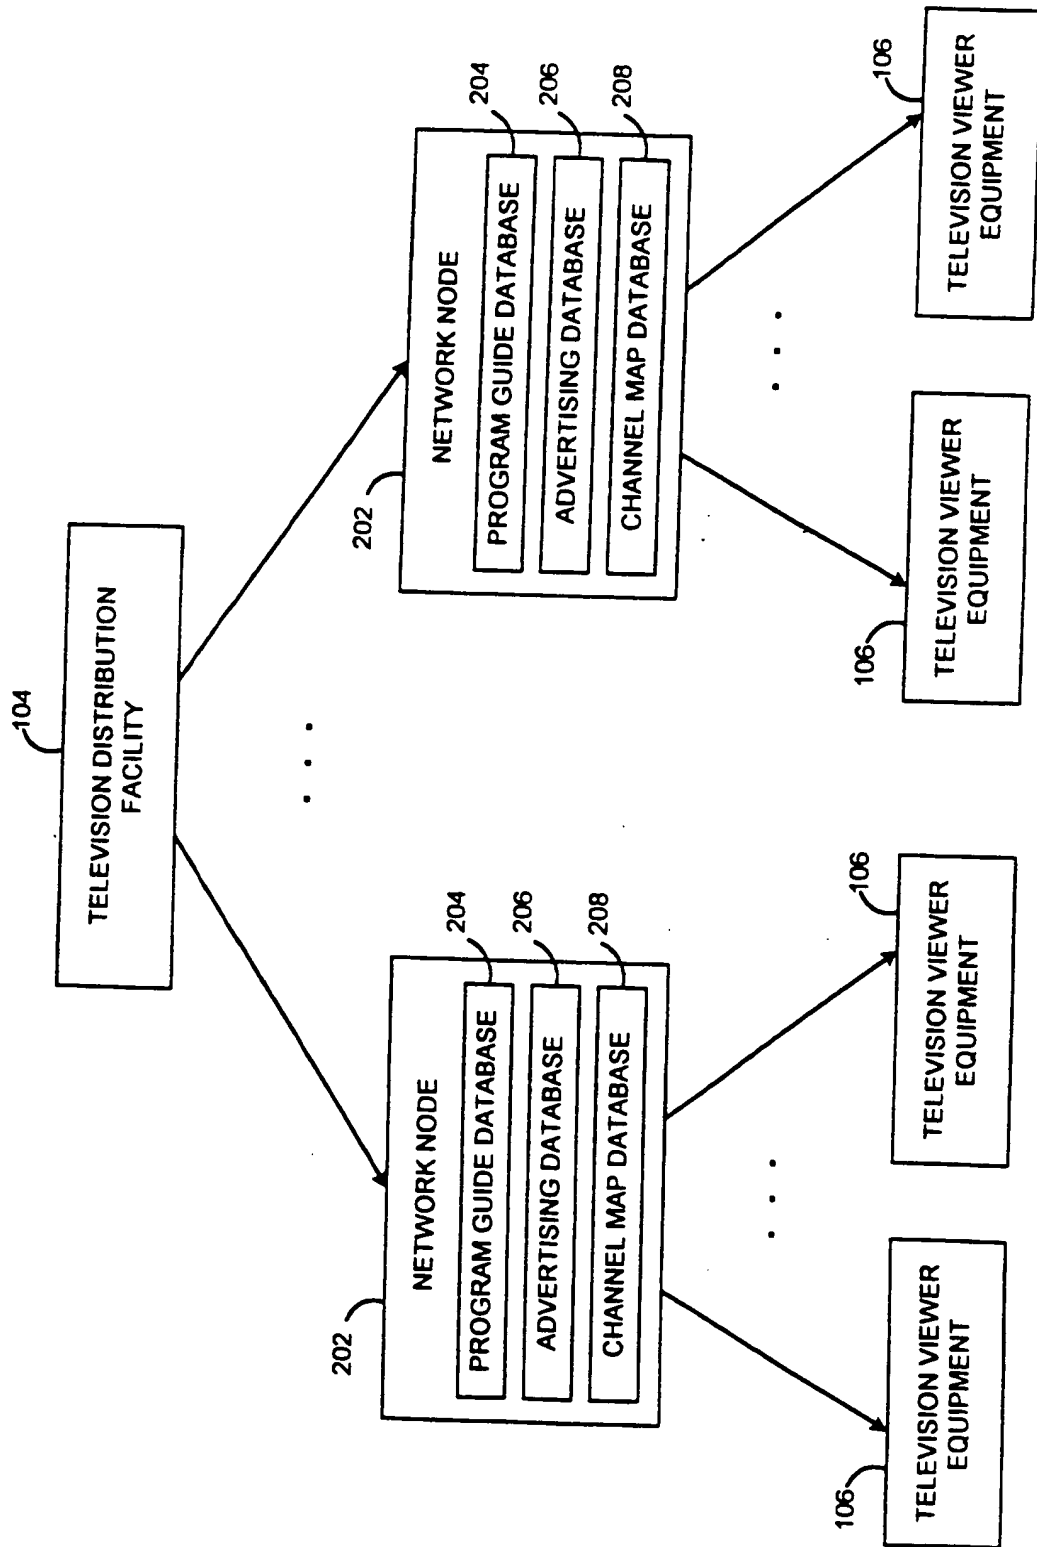 104
TELEVISION DISTRIBUTION
FACILITY
202
NETWORK NODE
PROGRAM GUIDE DATABASE
204
ADVERTISING DATABASE
206
CHANNEL MAP DATABASE
208
202
NETWORK NODE
PROGRAM GUIDE DATABASE
204
ADVERTISING DATABASE
206
CHANNEL MAP DATABASE
208
106
TELEVISION VIEWER
EQUIPMENT
106
TELEVISION VIEWER
EQUIPMENT
106
TELEVISION VIEWER
EQUIPMENT
106
TELEVISION VIEWER
EQUIPMENT